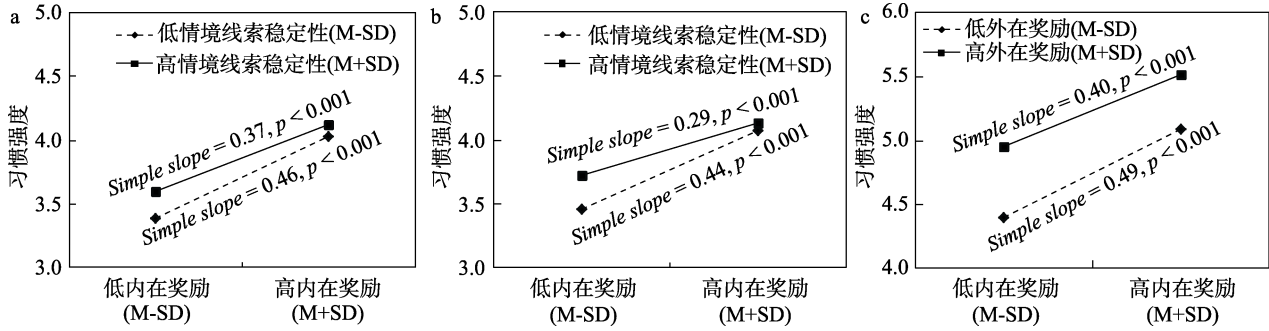 a
低情境线索稳定性(M-SD)
高情境线索稳定性(M+SD)
5.0
4.5
4.0
3.5
3.0
习惯强度
Simple slope = 0.37, p < 0.001
Simple slope = 0.46, p < 0.001
低内在奖励
(M-SD)
高内在奖励
(M+SD)
b
低情境线索稳定性(M-SD)
高情境线索稳定性(M+SD)
5.0
4.5
4.0
3.5
3.0
习惯强度
Simple slope = 0.29, p < 0.001
Simple slope = 0.44, p < 0.001
低内在奖励
(M-SD)
高内在奖励
(M+SD)
c
低外在奖励(M-SD)
高外在奖励(M+SD)
6.0
5.5
5.0
4.5
4.0
习惯强度
Simple slope = 0.40, p < 0.001
Simple slope = 0.49, p < 0.001
低内在奖励
(M-SD)
高内在奖励
(M+SD)